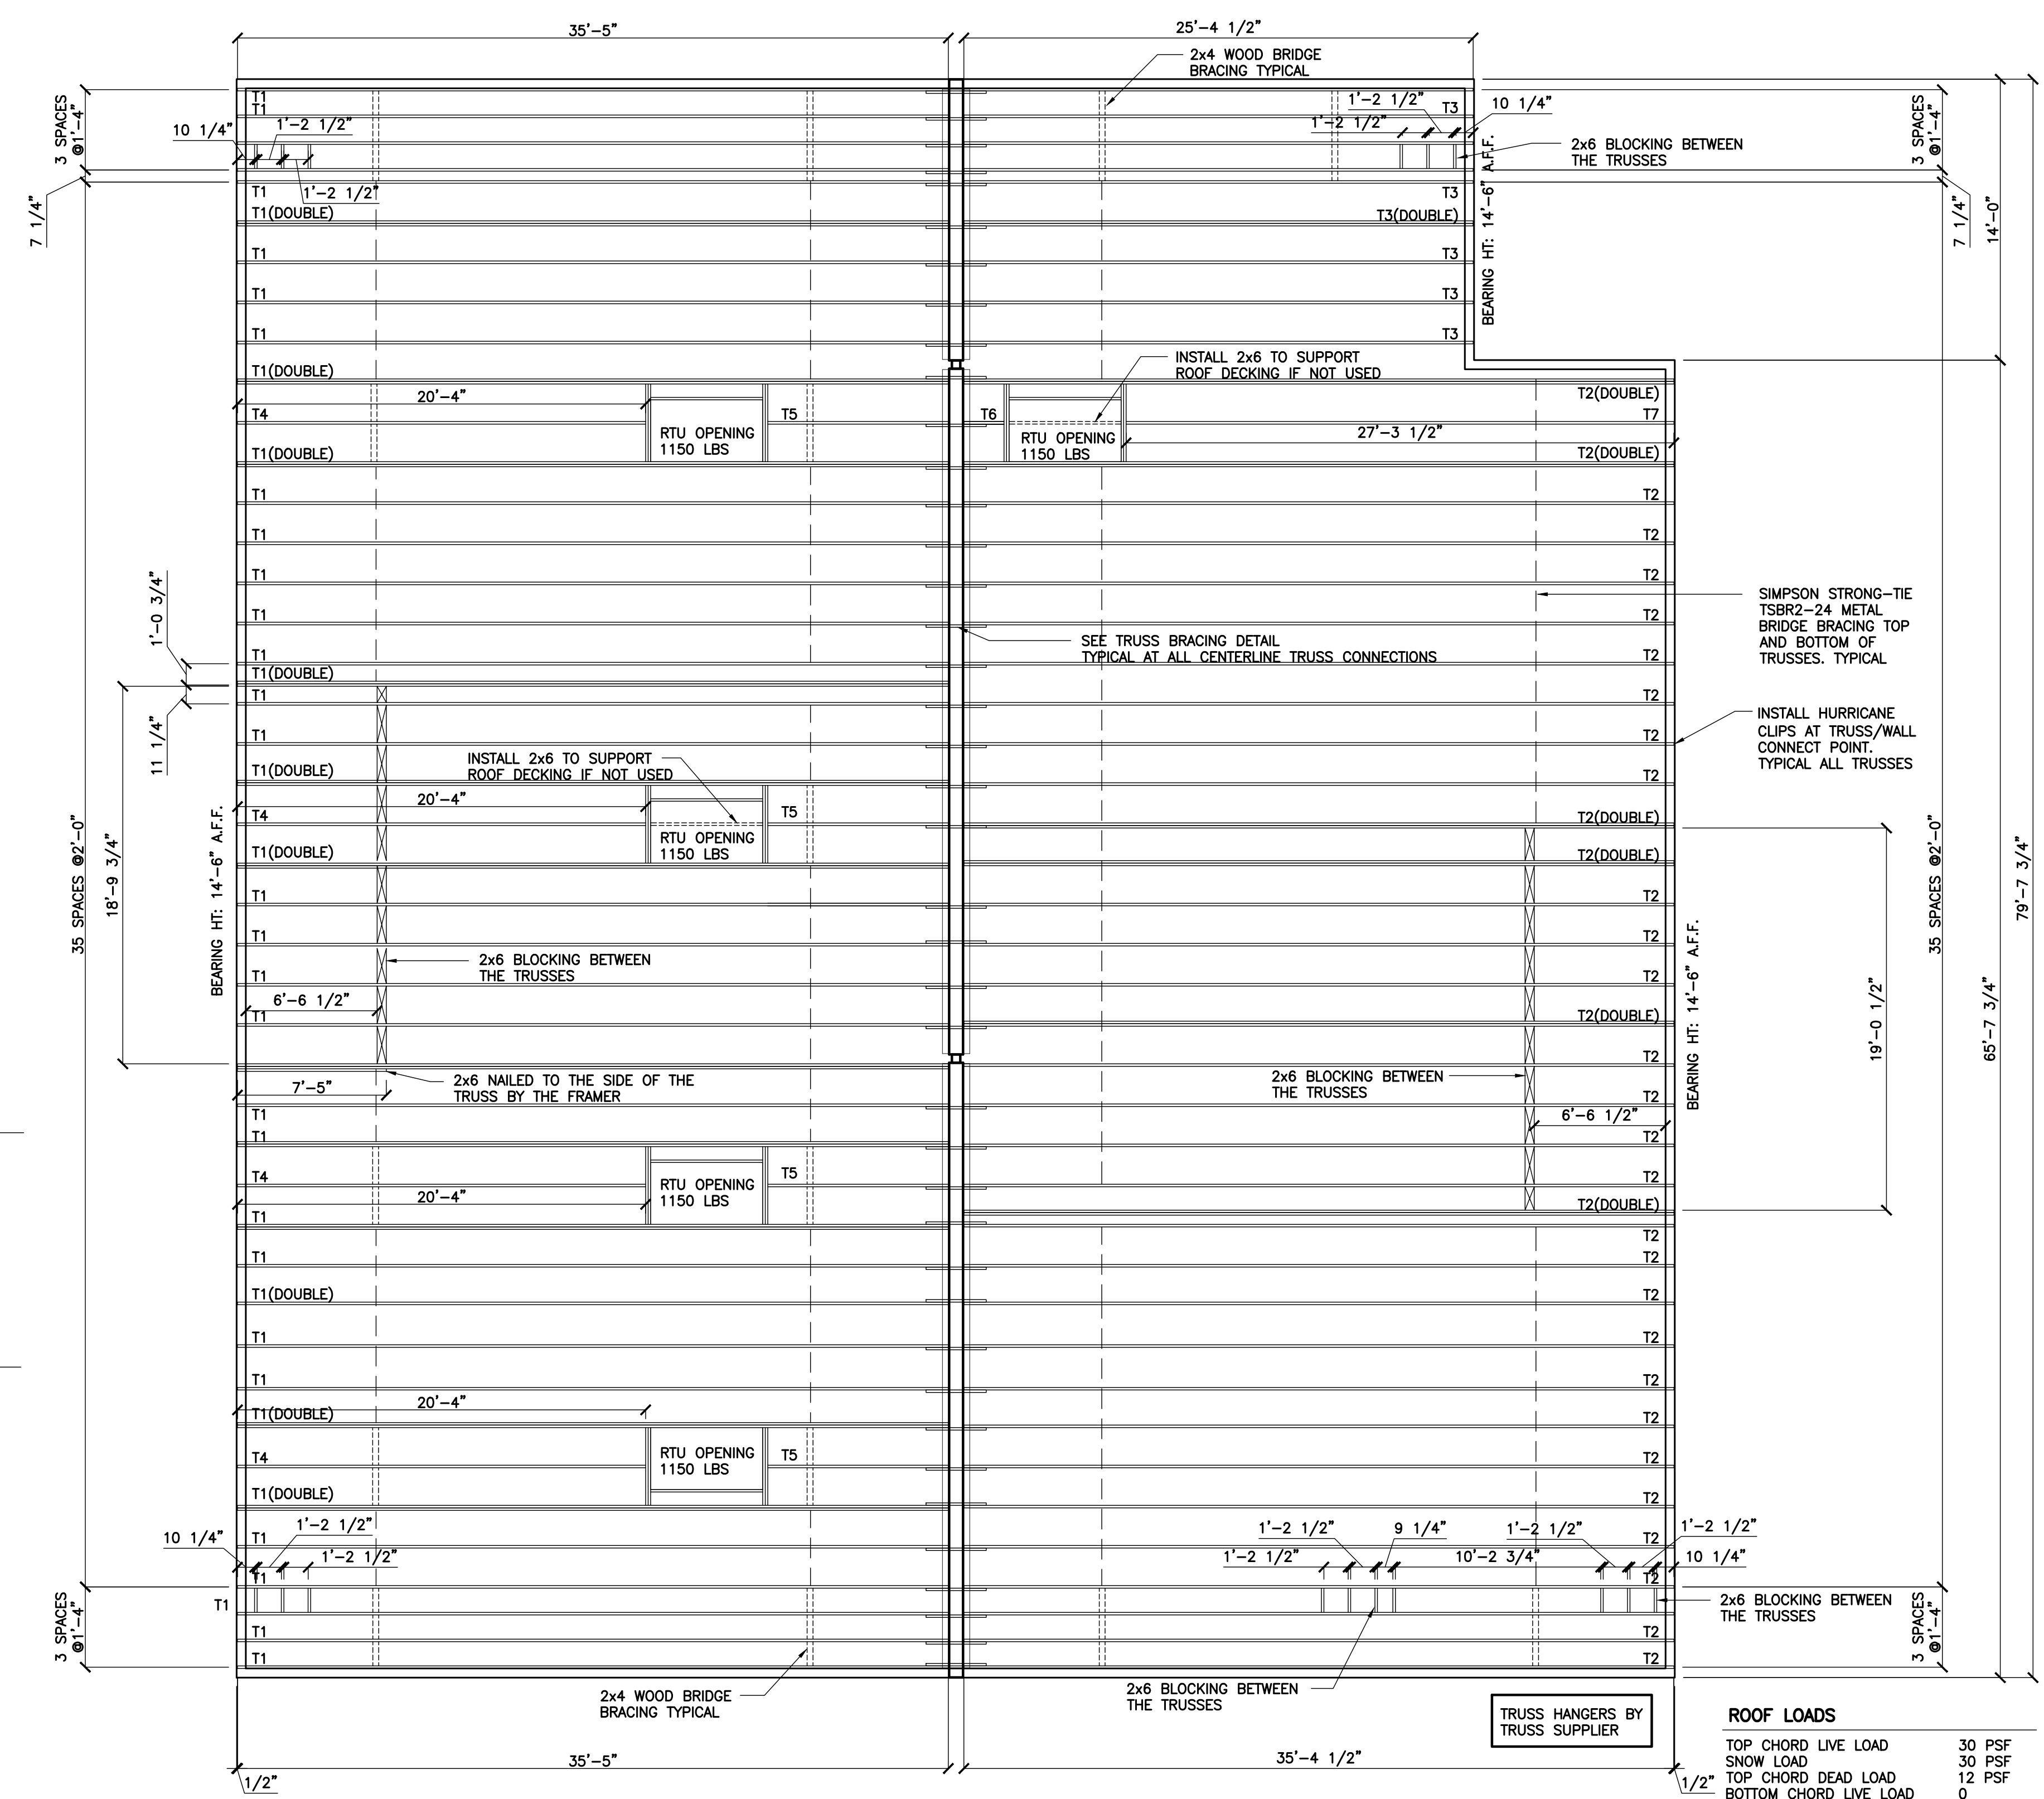 35'-5"
25'-4 1/2"
2x4 WOOD BRIDGE
BRACING TYPICAL
3 SPACES
@1'-4"
T1
T1
10 1/4"
1'-2 1/2"
1'-2 1/2"
7 1/4"
T1
T1(DOUBLE)
T1
T1
T1
T1(DOUBLE)
1'-2 1/2"
1'-2 1/2"
T3
10 1/4"
2x6 BLOCKING BETWEEN
THE TRUSSES
3 SPACES
@1'-4"
7 1/4"
14'-0"
T3
T3(DOUBLE)
T3
T3
T3
BEARING HT: 14'-6" A.F.F.
INSTALL 2x6 TO SUPPORT
ROOF DECKING IF NOT USED
20'-4"
T4
RTU OPENING
1150 LBS
T5
T6
RTU OPENING
1150 LBS
27'-3 1/2"
T2(DOUBLE)
T7
T1(DOUBLE)
T2(DOUBLE)
T1
T2
T1
T2
T1
T2
T1
T2
T1
T2
T1(DOUBLE)
T1
T2
T1
T2
T1(DOUBLE)
T2
1'-0 3/4"
11 1/4"
SIMPSON STRONG-TIE
TSBR2-24 METAL
BRIDGE BRACING TOP
AND BOTTOM OF
TRUSSES. TYPICAL
SEE TRUSS BRACING DETAIL
TYPICAL AT ALL CENTERLINE TRUSS CONNECTIONS
INSTALL HURRICANE
CLIPS AT TRUSS/WALL
CONNECT POINT.
TYPICAL ALL TRUSSES
INSTALL 2x6 TO SUPPORT
ROOF DECKING IF NOT USED
20'-4"
T4
RTU OPENING
1150 LBS
T5
T2(DOUBLE)
T1(DOUBLE)
T2(DOUBLE)
35 SPACES @2'-0"
18'-9 3/4"
BEARING HT: 14'-6" A.F.F.
T1
T2
T1
T2
2x6 BLOCKING BETWEEN
THE TRUSSES
T1
T2
6'-6 1/2"
T1
T2(DOUBLE)
T2
BEARING HT: 14'-6" A.F.F.
19'-0 1/2"
35 SPACES @2'-0"
65'-7 3/4"
79'-7 3/4"
7'-5"
2x6 NAILED TO THE SIDE OF THE
TRUSS BY THE FRAMER
2x6 BLOCKING BETWEEN
THE TRUSSES
T2
6'-6 1/2"
T1
T1
T2
T4
20'-4"
RTU OPENING
1150 LBS
T5
T2
T1
T2(DOUBLE)
T2
T1
T2
T1(DOUBLE)
T2
T1
T2
T1
T2
20'-4"
T1(DOUBLE)
T2
T4
RTU OPENING
1150 LBS
T5
T2
T1(DOUBLE)
T2
10 1/4"
T1
1'-2 1/2"
1'-2 1/2"
T1
1'-2 1/2"
9 1/4"
1'-2 1/2"
T2
1'-2 1/2"
1'-2 1/2"
10'-2 3/4"
T2
10 1/4"
3 SPACES
@1'-4"
T1
T1
T2
T1
T2
2x6 BLOCKING BETWEEN
THE TRUSSES
3 SPACES
@1'-4"
2x4 WOOD BRIDGE
BRACING TYPICAL
2x6 BLOCKING BETWEEN
THE TRUSSES
TRUSS HANGERS BY
TRUSS SUPPLIER
35'-5"
35'-4 1/2"
1/2"
1/2"
ROOF LOADS
TOP CHORD LIVE LOAD 30 PSF
SNOW LOAD 30 PSF
TOP CHORD DEAD LOAD 12 PSF
BOTTOM CHORD LIVE LOAD 0